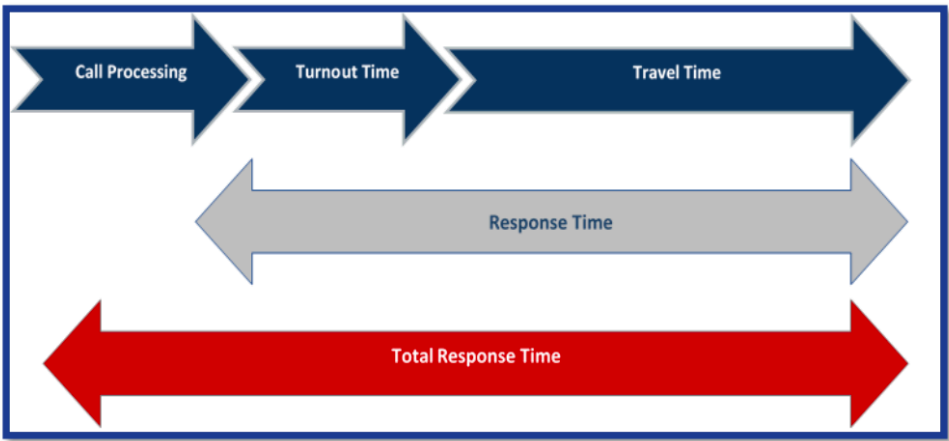 Call Processing
Turnout Time
Travel Time
Response Time
Total Response Time